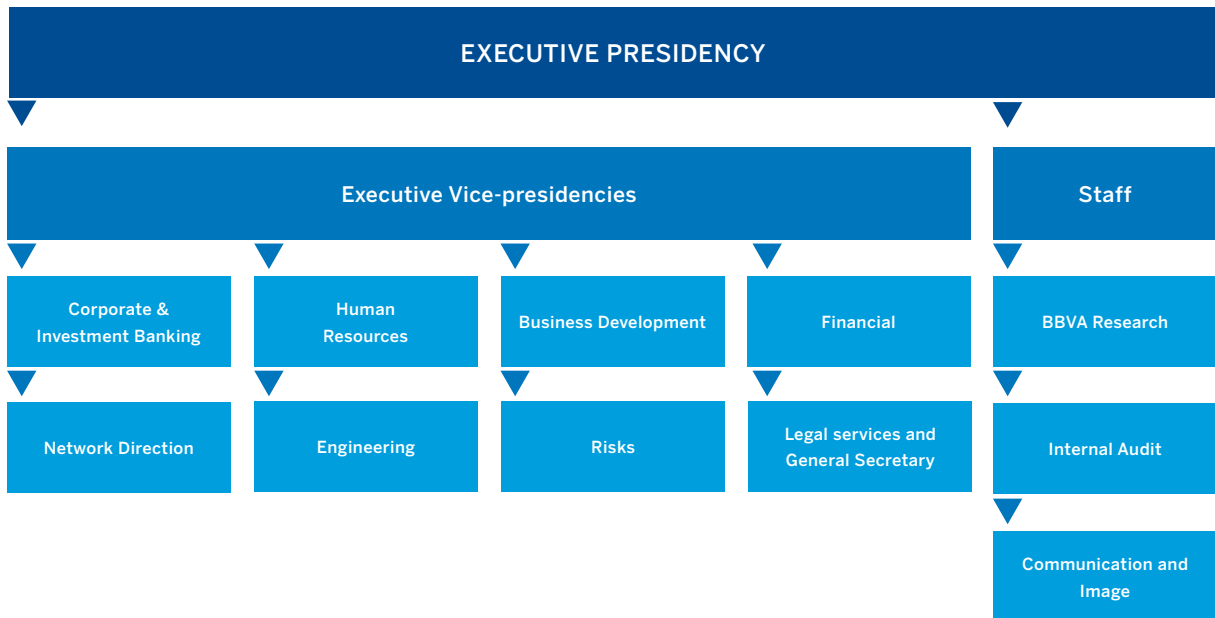 EXECUTIVE PRESIDENCY
Executive Vice-presidencies
Staff
Corporate &
Investment Banking
Human
Resources
Business Development
Financial
BBVA Research
Network Direction
Engineering
Risks
Legal services and
General Secretary
Internal Audit
Communication and
Image